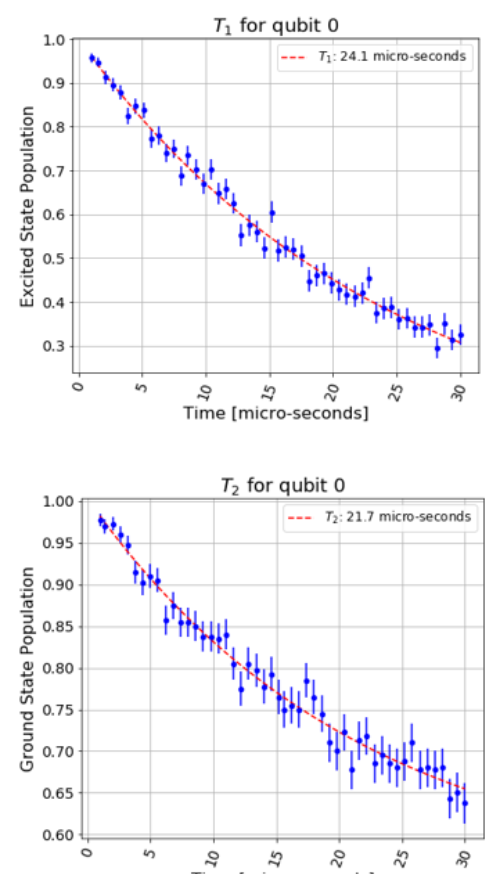 T₁ for qubit 0
1.0
0.9
0.8
0.7
0.6
0.5
0.4
0.3
Excited State Population
T₁: 24.1 micro-seconds
0 5 10 15 20 25 30
Time [micro-seconds]
T₂ for qubit 0
1.00
0.95
0.90
0.85
0.80
0.75
0.70
0.65
0.60
Ground State Population
T₂: 21.7 micro-seconds
0 5 10 15 20 25 30